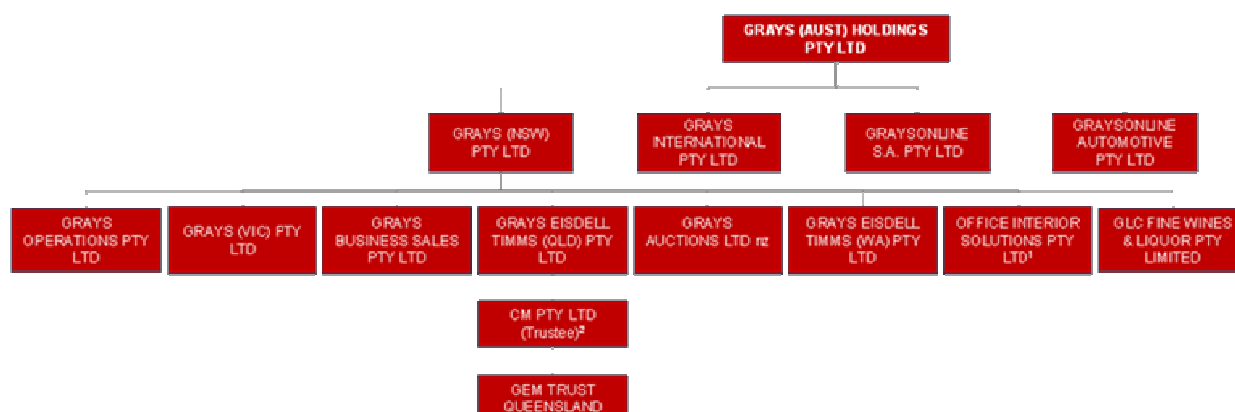 GRAYS (AUST) HOLDINGS
PTY LTD
GRAYS (NSW)
PTY LTD
GRAYS
INTERNATIONAL
PTY LTD
GRAYSONLINE
S.A. PTY LTD
GRAYSONLINE
AUTOMOTIVE
PTY LTD
GRAYS
OPERATIONS PTY
LTD
GRAYS (VIC) PTY
LTD
GRAYS
BUSINESS SALES
PTY LTD
GRAYS EISDELL
TIMMS (QLD) PTY
LTD
GRAYS
AUCTIONS LTD nz
GRAYS EISDELL
TIMMS (WA) PTY
LTD
OFFICE INTERIOR
SOLUTIONS PTY
LTD¹
GLC FINE WINES
& LIQUOR PTY
LIMITED
CM PTY LTD
(Trustee)²
GEM TRUST
QUEENSLAND